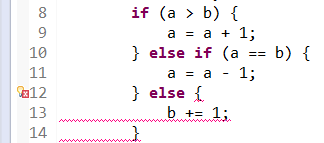 8 if (a > b) {
9 a = a + 1;
10 } else if (a == b) {
11 a = a - 1;
12 } else {
13 b += 1;
14 }